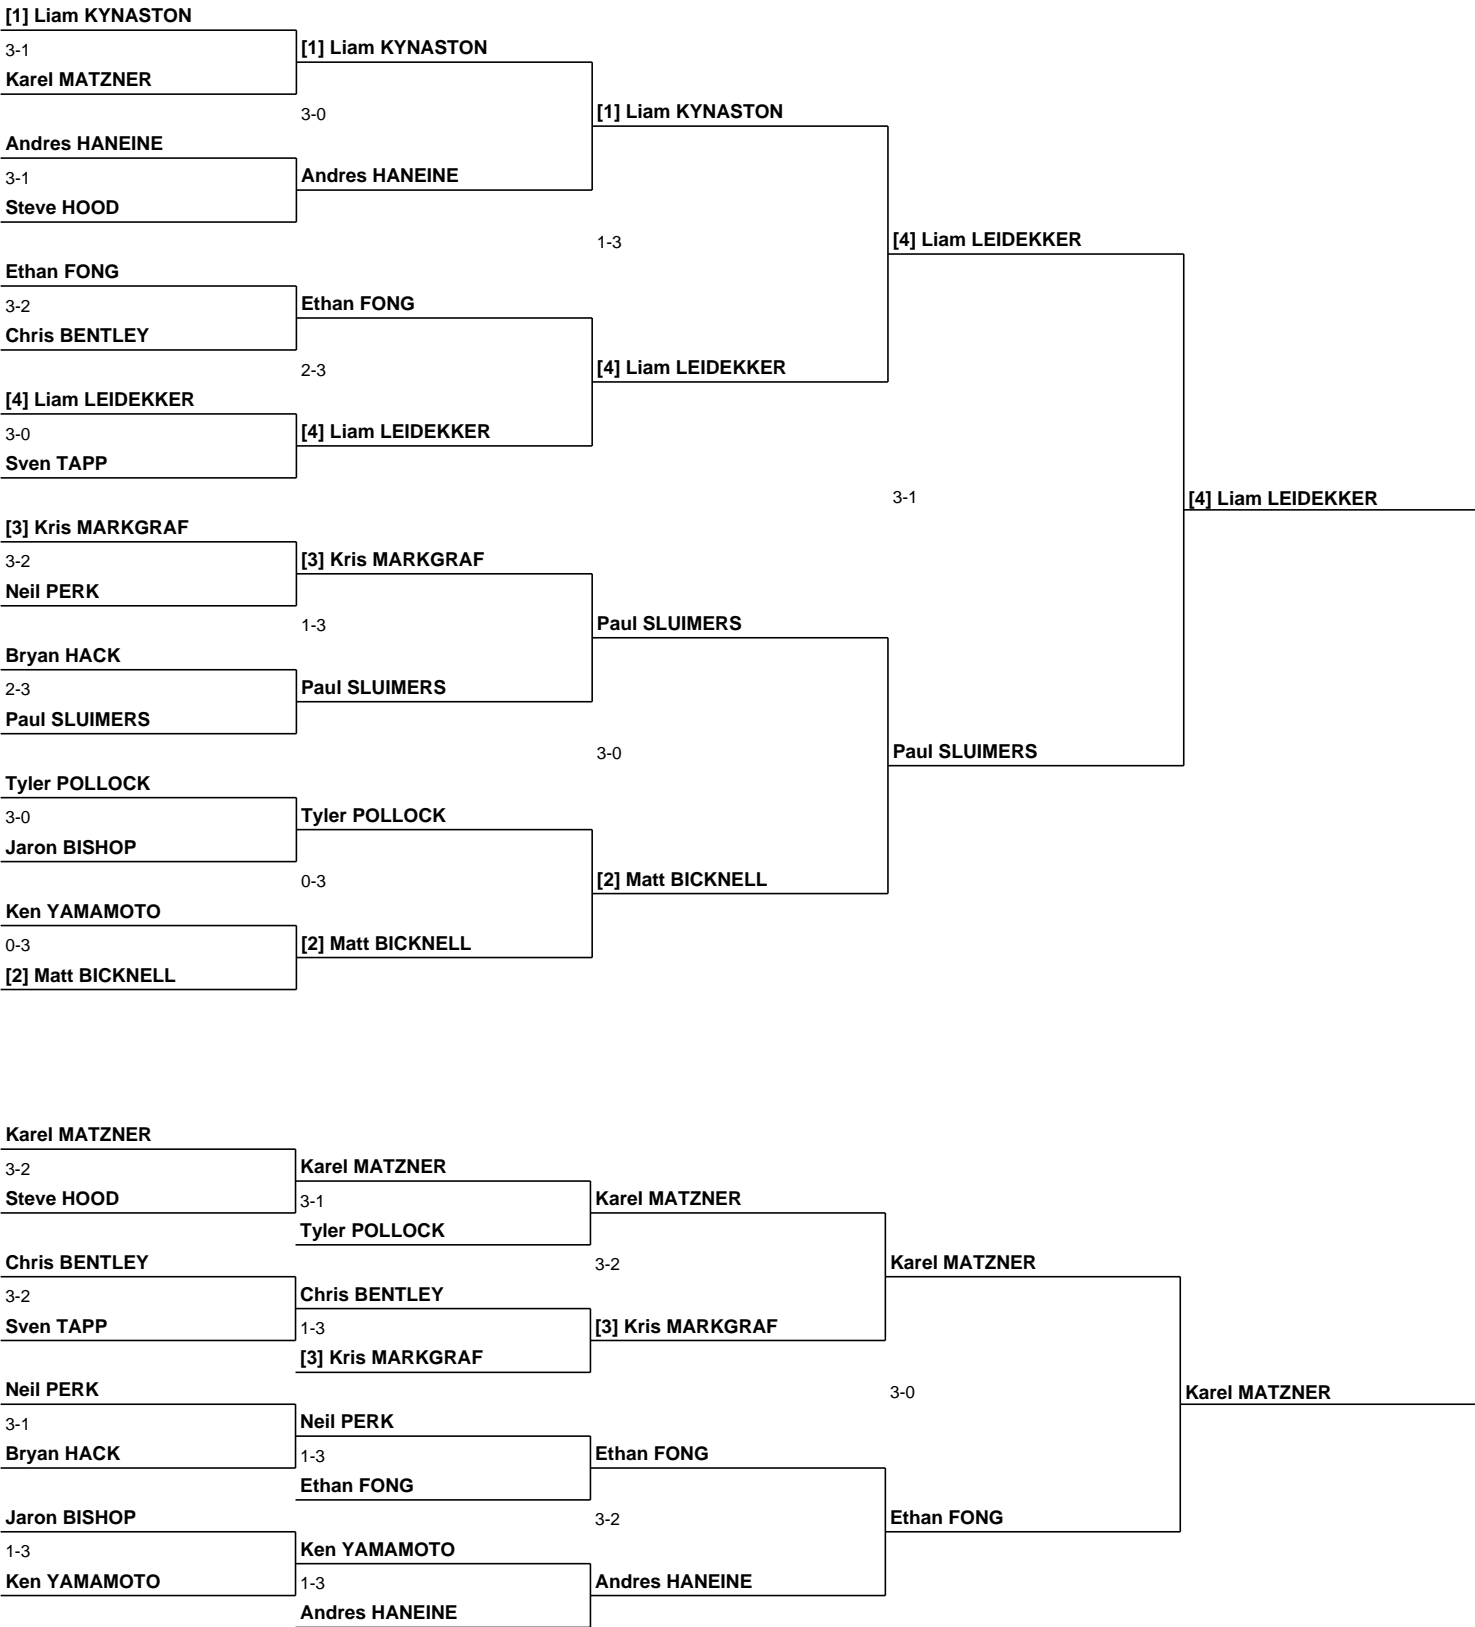 [1] Liam KYNASTON
3-1
[1] Liam KYNASTON
Karel MATZNER
3-0
[1] Liam KYNASTON
Andres HANEINE
3-1
Andres HANEINE
Steve HOOD
1-3
[4] Liam LEIDEKKER
Ethan FONG
3-2
Ethan FONG
Chris BENTLEY
2-3
[4] Liam LEIDEKKER
[4] Liam LEIDEKKER
3-0
[4] Liam LEIDEKKER
Sven TAPP
3-1
[4] Liam LEIDEKKER
[3] Kris MARKGRAF
3-2
[3] Kris MARKGRAF
Neil PERK
1-3
Paul SLUIMERS
Bryan HACK
2-3
Paul SLUIMERS
Paul SLUIMERS
3-0
Paul SLUIMERS
Tyler POLLOCK
3-0
Tyler POLLOCK
Jaron BISHOP
0-3
[2] Matt BICKNELL
Ken YAMAMOTO
0-3
[2] Matt BICKNELL
[2] Matt BICKNELL
Karel MATZNER
3-2
Karel MATZNER
Steve HOOD
3-1
Karel MATZNER
Tyler POLLOCK
Chris BENTLEY
3-2
Karel MATZNER
3-2
Chris BENTLEY
Sven TAPP
1-3
[3] Kris MARKGRAF
[3] Kris MARKGRAF
Neil PERK
3-0
Karel MATZNER
3-1
Neil PERK
Bryan HACK
1-3
Ethan FONG
Ethan FONG
Jaron BISHOP
3-2
Ethan FONG
1-3
Ken YAMAMOTO
Ken YAMAMOTO
1-3
Andres HANEINE
Andres HANEINE